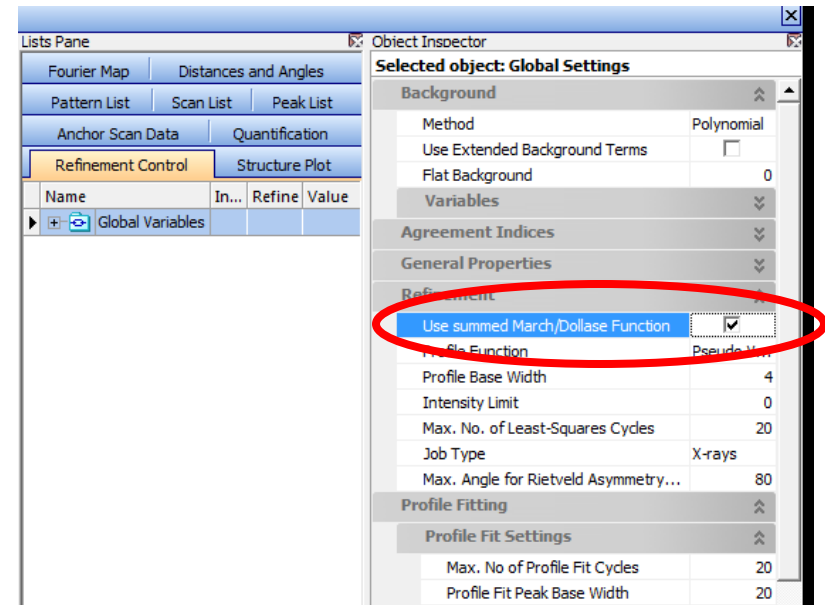 Lists Pane
Fourier Map Distances and Angles
Pattern List Scan List Peak List
Anchor Scan Data Quantification
Refinement Control Structure Plot
Name In... Refine Value
Global Variables
Object Inspector
Selected object: Global Settings
Background
Method Polynomial
Use Extended Background Terms
Flat Background 0
Variables
Agreement Indices
General Properties
Refinement
Use summed March/Dollase Function
Profile Function Pseudo
Profile Base Width 4
Intensity Limit 0
Max. No. of Least-Squares Cycles 20
Job Type X-rays
Max. Angle for Rietveld Asymmetry... 80
Profile Fitting
Profile Fit Settings
Max. No of Profile Fit Cycles 20
Profile Fit Peak Base Width 20